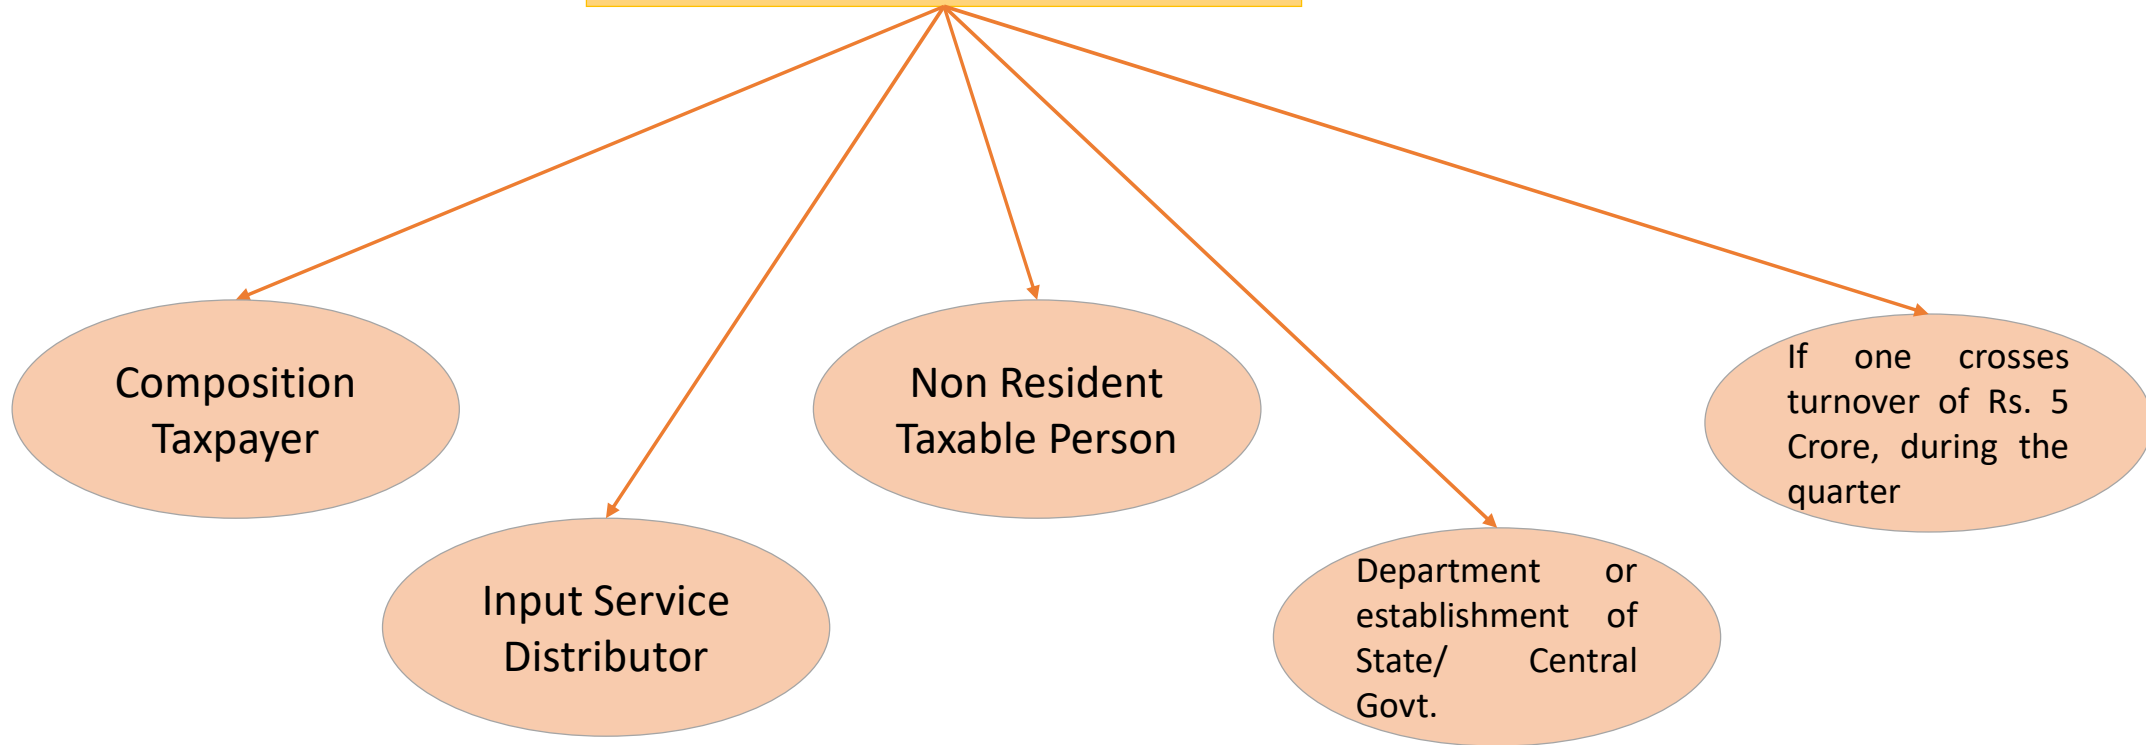 Composition
Taxpayer
Input Service
Distributor
Non Resident
Taxable Person
Department or
establishment of
State/ Central
Govt.
If one crosses
turnover of Rs. 5
Crore, during the
quarter